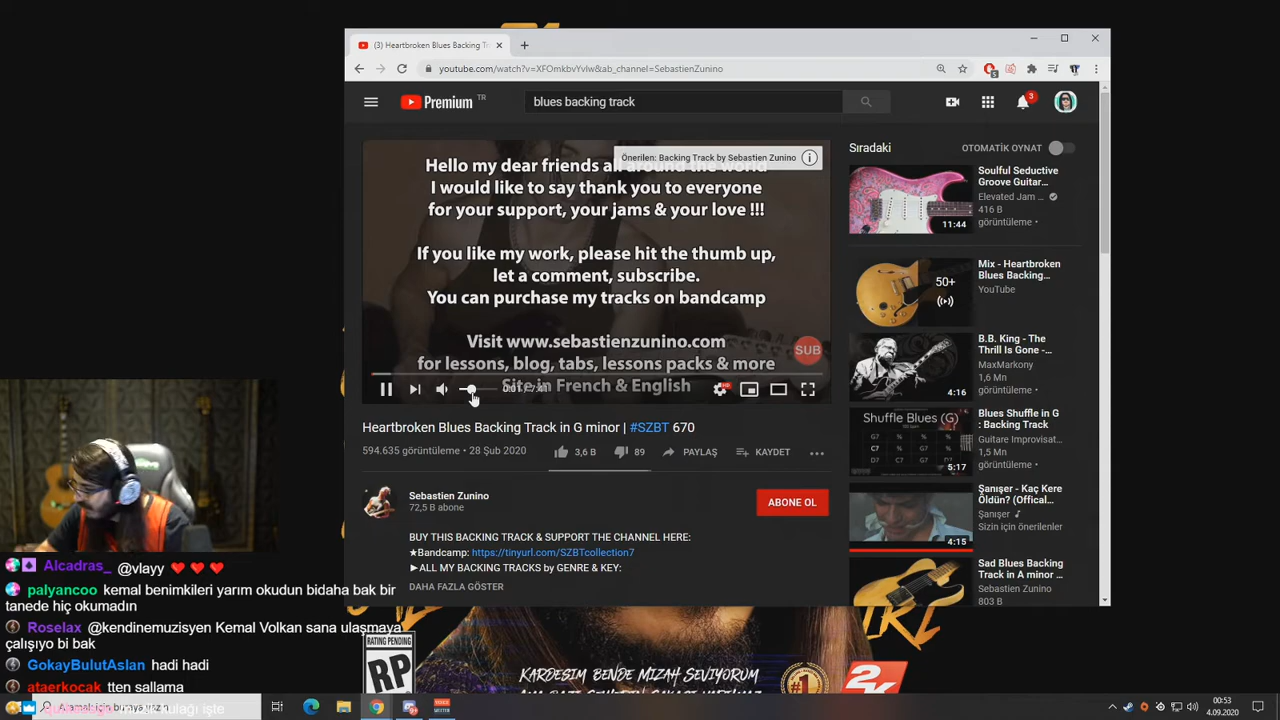 (3) Heartbroken Blues Backing Tr
youtube.com/watch?v=XFOmkbvYvIw&ab_channel=SebastienZunino
5
Premium TR
blues backing track
3
Hello my dear friends all around the world
I would like to say thank you to everyone
for your support, your jams & your love !!!
If you like my work, please hit the thumb up,
let a comment, subscribe.
You can purchase my tracks on bandcamp
Visit www.sebastienzunino.com
for lessons, blog, tabs, lessons packs & more
Site in French & English
Önerilen: Backing Track by Sebastien Zunino
SUB
0:01 / 7:41
HD
Heartbroken Blues Backing Track in G minor | #SZBT 670
594.635 görüntüleme • 28 Şub 2020
3,6 B
89
PAYLAŞ
KAYDET
Sebastien Zunino
72,5 B abone
ABONE OL
BUY THIS BACKING TRACK & SUPPORT THE CHANNEL HERE:
★Bandcamp: https://tinyurl.com/SZBTcollection7
►ALL MY BACKING TRACKS by GENRE & KEY:
DAHA FAZLA GÖSTER
Sıradaki
OTOMATİK OYNAT
Soulful Seductive
Groove Guitar...
Elevated Jam ...
416 B
görüntüleme •
11:44
Mix - Heartbroken
Blues Backing...
YouTube
50+
B.B. King - The
Thrill Is Gone -...
MaxMarkony
1,6 Mn
görüntüleme •
4:16
Blues Shuffle in G
: Backing Track
Guitare Improvisat...
1,5 Mn
görüntüleme •
Shuffle Blues (G)
5:17
Şanışer - Kaç Kere
Öldün? (Offical...
Şanışer
Sizin için önerilenler
4:15
Sad Blues Backing
Track in A minor ...
Sebastien Zunino
803 B
Alcadras_ @vlayy
palyancoo kemal benimkileri yarım okudun bidaha bak bir
tanede hiç okumadın
Roselax @kendinemuzisyen Kemal Volkan sana ulaşmaya
çalışıyo bi bak
GokayBulutAslan hadi hadi
ataerkocak tten sallama
RATING PENDING
RP
KARDEŞİM BENDE MİZAH SEVİYORUM
2K
00:53
4.09.2020